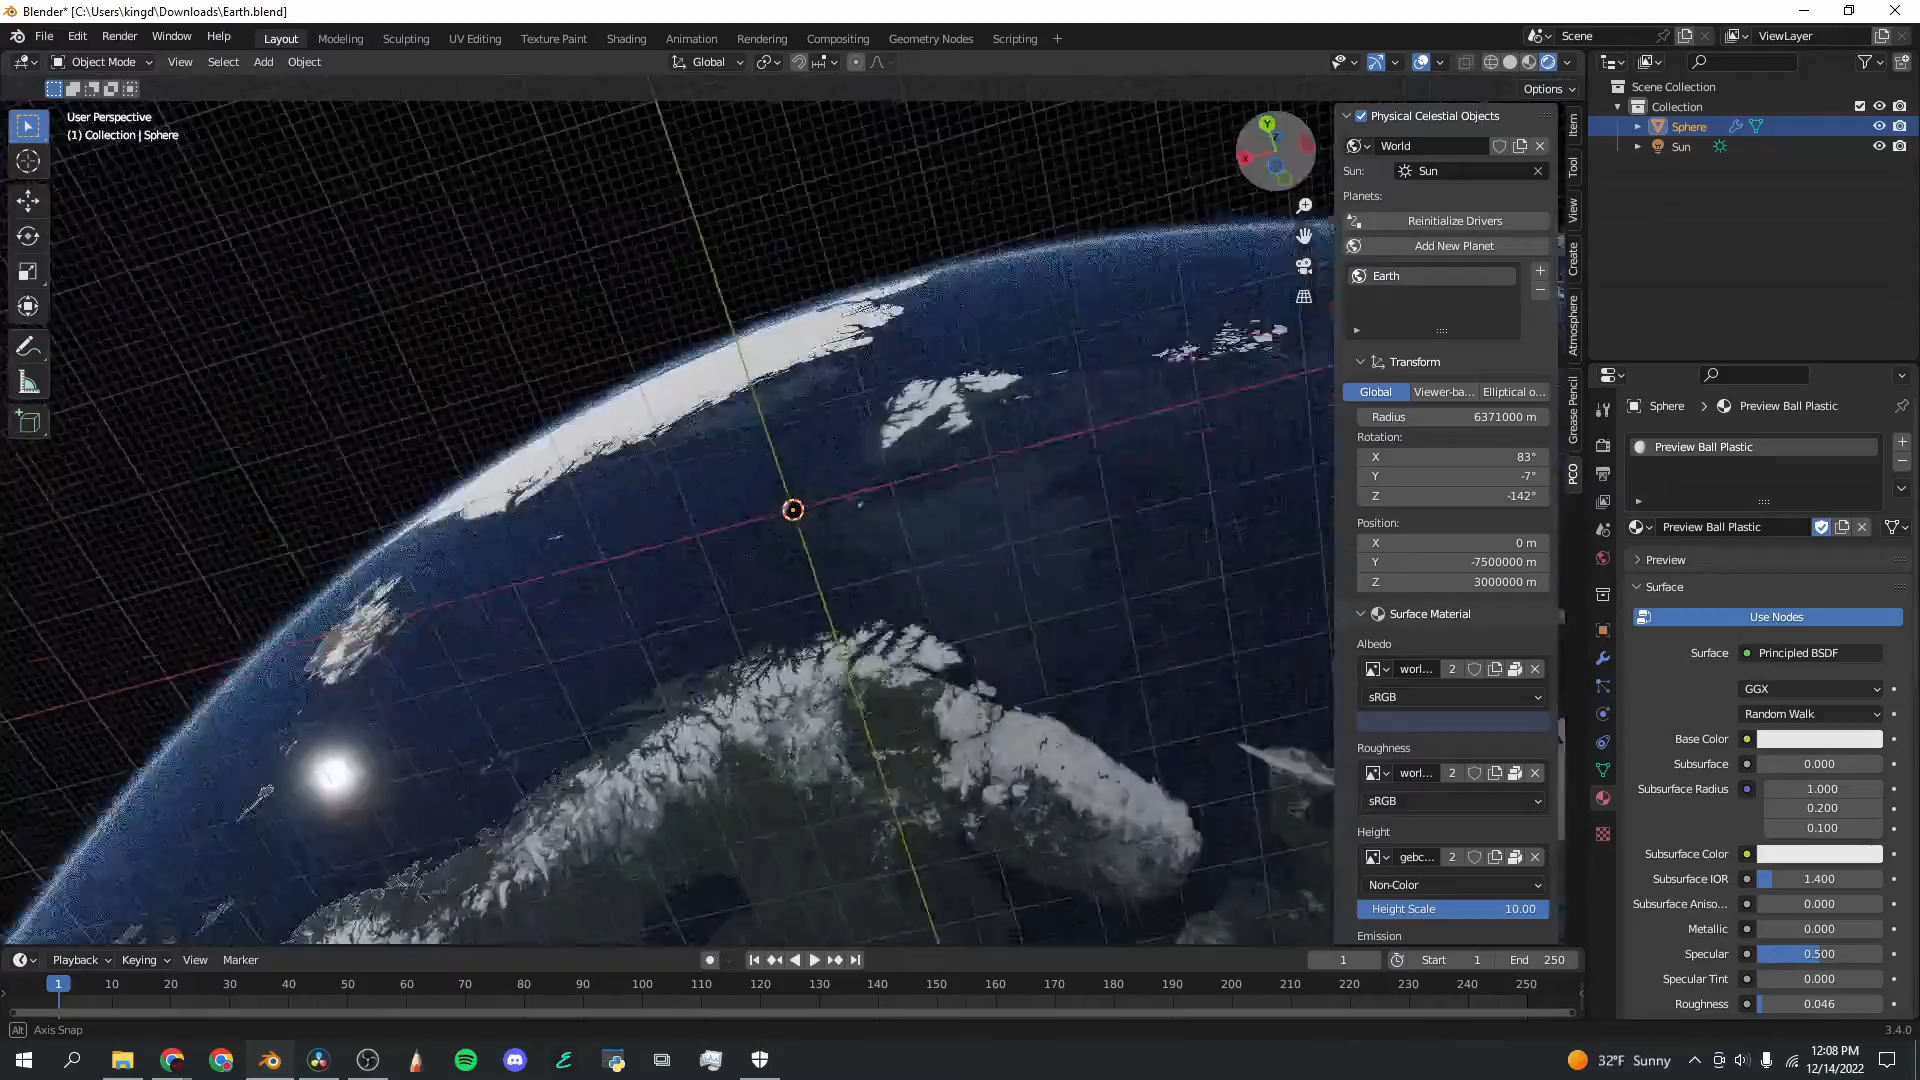 Blender* [C:\Users\kingd\Downloads\Earth.blend]
File Edit Render Window Help
Layout Modeling Sculpting UV Editing Texture Paint Shading Animation Rendering Compositing Geometry Nodes Scripting +
Scene
ViewLayer
Object Mode View Select Add Object
Global
Options
User Perspective
(1) Collection | Sphere
Y
X
Z
Physical Celestial Objects
World
Sun: Sun
Planets:
Reinitialize Drivers
Add New Planet
Earth
Transform
Global Viewer-ba... Elliptical o...
Radius 6371000 m
Rotation:
X 83°
Y -7°
Z -142°
Position:
X 0 m
Y -7500000 m
Z 3000000 m
Surface Material
Albedo
worl... 2
sRGB
Roughness
worl... 2
sRGB
Height
gebc... 2
Non-Color
Height Scale 10.00
Emission
Item
Tool
View
Create
Atmosphere
Grease Pencil
PCO
Scene Collection
Collection
Sphere
Sun
Sphere > Preview Ball Plastic
Preview Ball Plastic
Preview Ball Plastic
Preview
Surface
Use Nodes
Surface Principled BSDF
GGX
Random Walk
Base Color
Subsurface 0.000
Subsurface Radius 1.000
0.200
0.100
Subsurface Color
Subsurface IOR 1.400
Subsurface Aniso... 0.000
Metallic 0.000
Specular 0.500
Specular Tint 0.000
Roughness 0.046
Playback Keying View Marker
1 Start 1 End 250
1 10 20 30 40 50 60 70 80 90 100 110 120 130 140 150 160 170 180 190 200 210 220 230 240 250
Alt Axis Snap
3.4.0
32°F Sunny
12:08 PM
12/14/2022